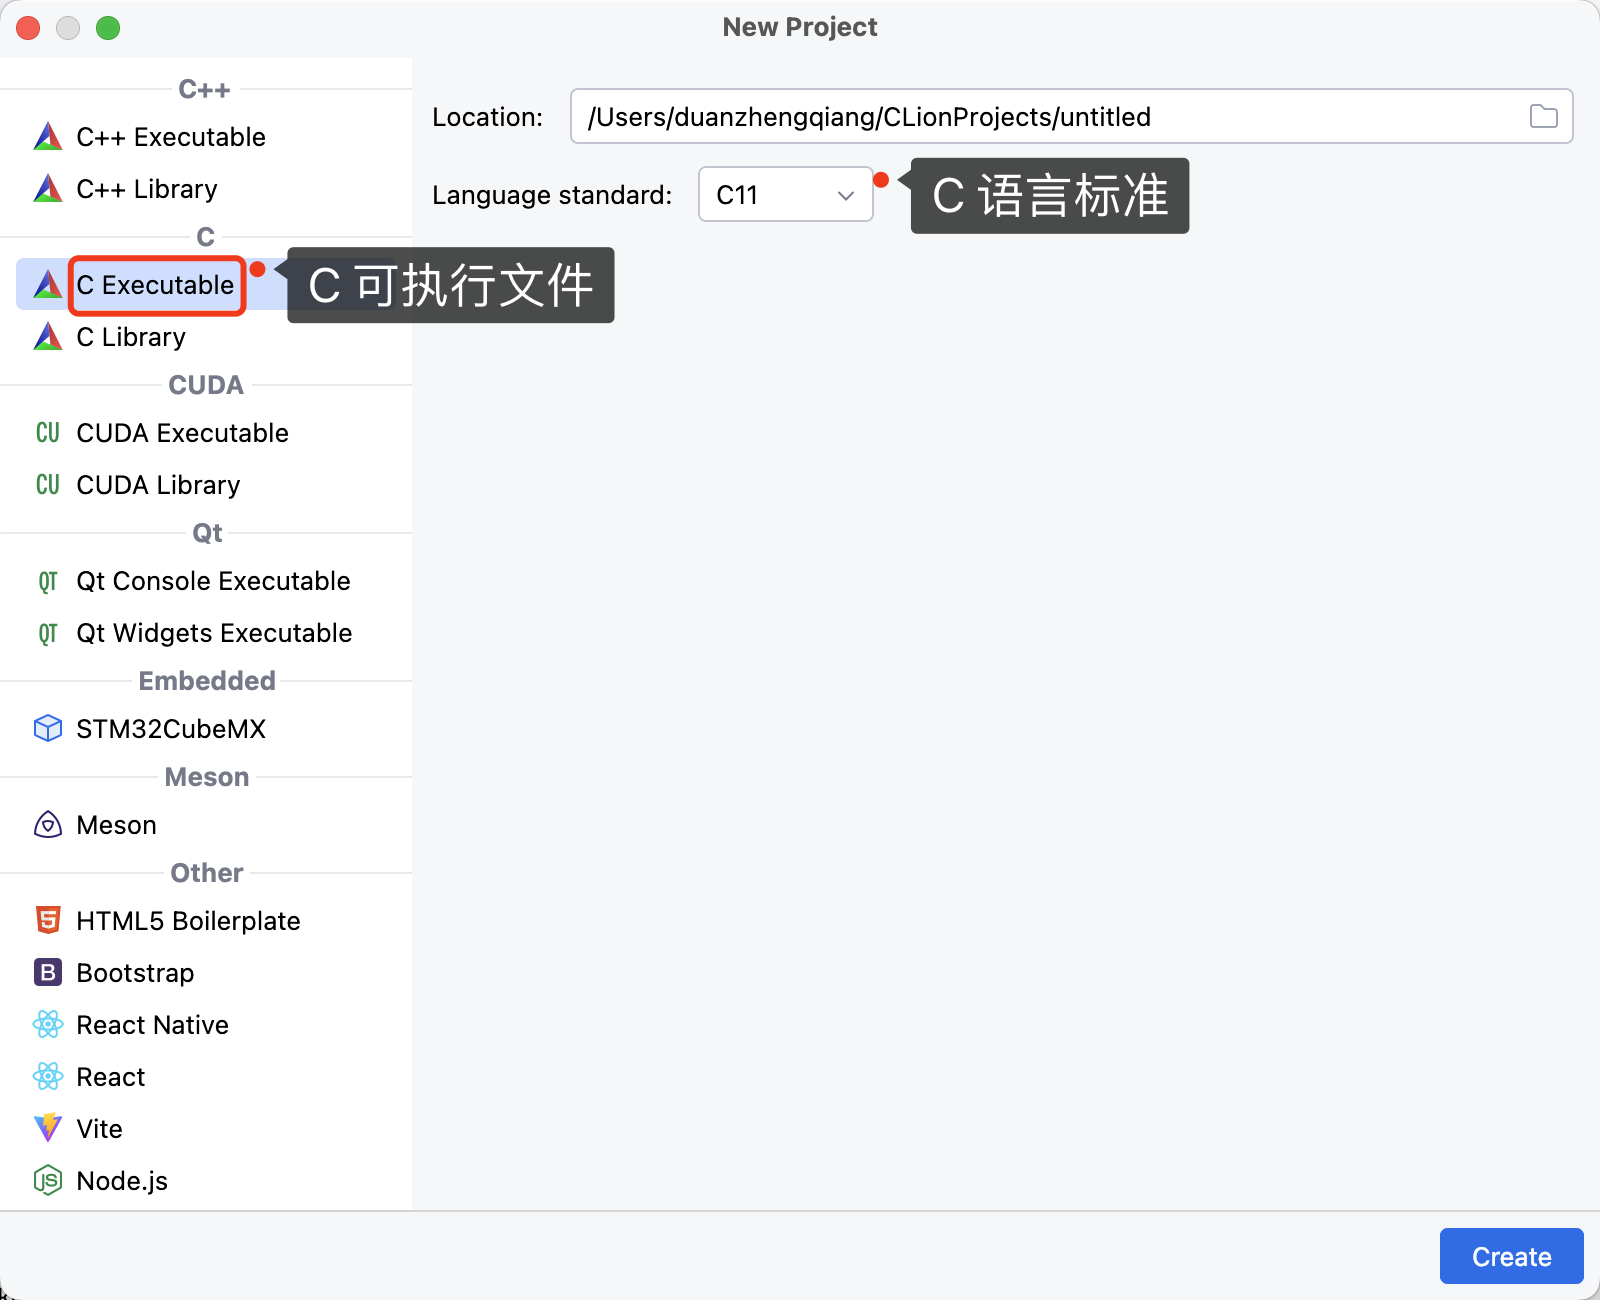 New Project
C++
C++ Executable
C++ Library
C
C Executable
C 可执行文件
C Library
CUDA
CU CUDA Executable
CU CUDA Library
Qt
QT Qt Console Executable
QT Qt Widgets Executable
Embedded
STM32CubeMX
Meson
Meson
Other
5 HTML5 Boilerplate
B Bootstrap
React Native
React
Vite
JS Node.js
Location: /Users/duanzhengqiang/CLionProjects/untitled
Language standard: C11
C 语言标准
Create